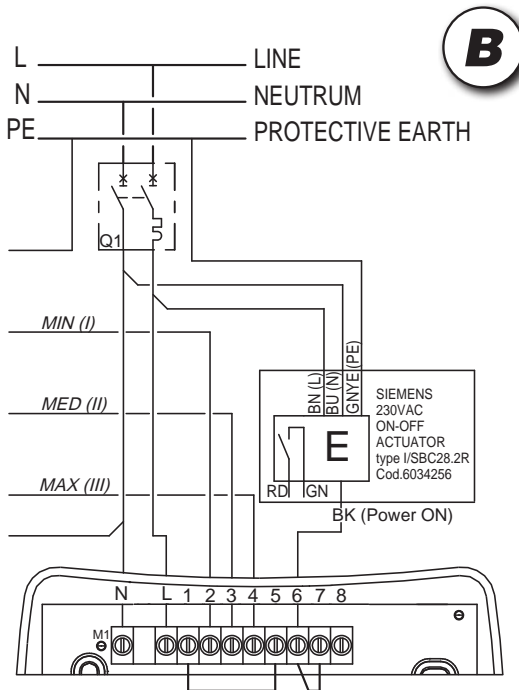 B
L LINE
N NEUTRUM
PE PROTECTIVE EARTH
Q1
MIN (I)
BN (L)
BU (N)
GNYE (PE)
SIEMENS
230VAC
ON-OFF
ACTUATOR
type I/SBC28.2R
Cod.6034256
E
MED (II)
RD GN
MAX (III)
BK (Power ON)
N L 1 2 3 4 5 6 7 8
M1